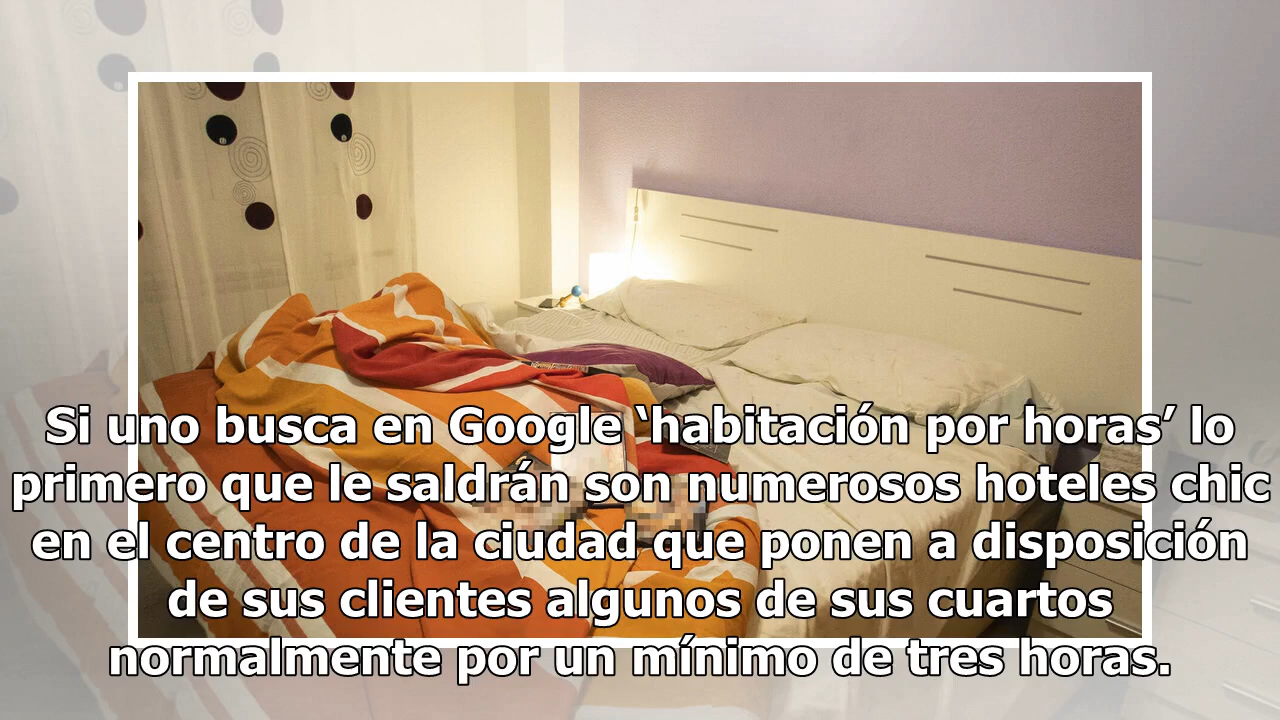 Si uno busca en Google ‘habitación por horas’ lo
primero que le saldrán son numerosos hoteles chic
en el centro de la ciudad que ponen a disposición
de sus clientes algunos de sus cuartos
normalmente por un mínimo de tres horas.